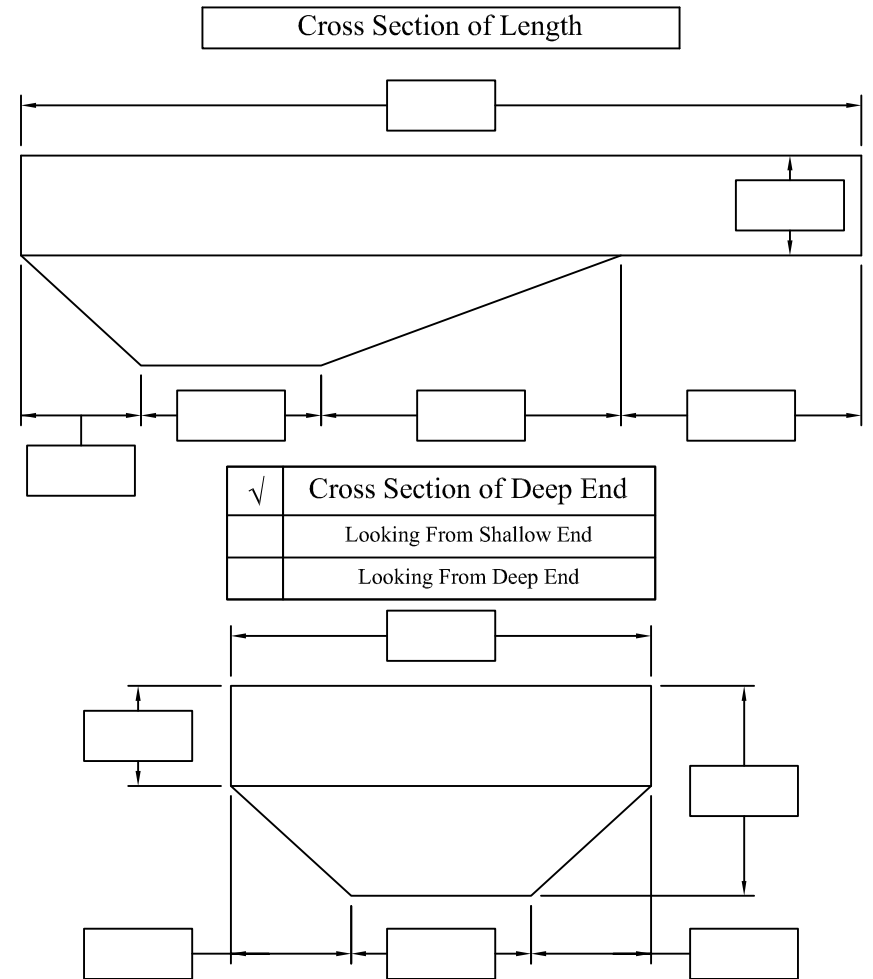 Cross Section of Length
√ Cross Section of Deep End
Looking From Shallow End
Looking From Deep End